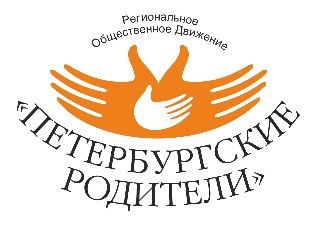 Региональное
Общественное Движение
«ПЕТЕРБУРГСКИЕ
РОДИТЕЛИ»